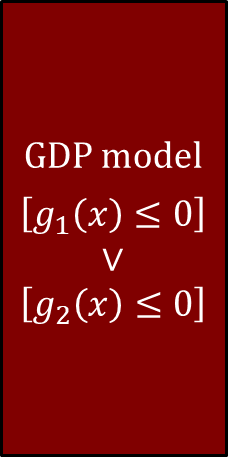 GDP model
[g₁(x) ≤ 0]
∨
[g₂(x) ≤ 0]